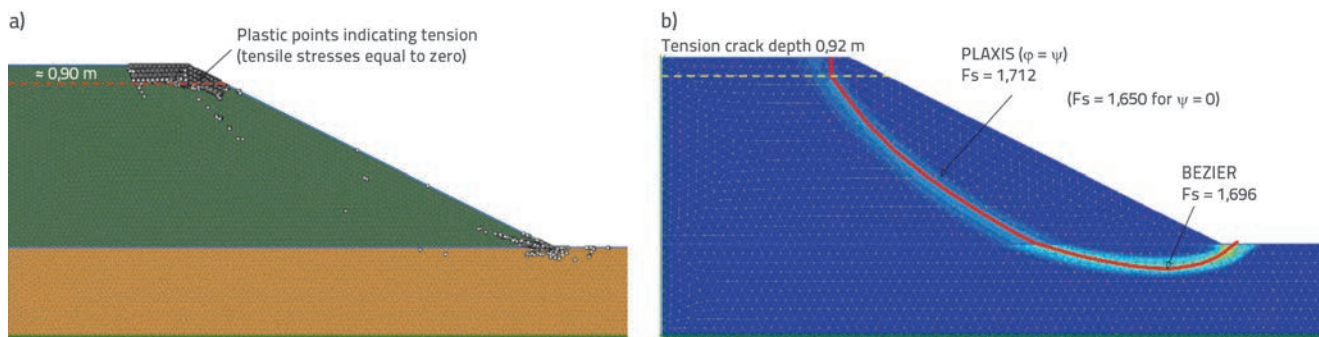 a)
Plastic points indicating tension
(tensile stresses equal to zero)
≈ 0,90 m
b)
Tension crack depth 0,92 m
PLAXIS (φ = ψ)
Fs = 1,712
(Fs = 1,650 for ψ = 0)
BEZIER
Fs = 1,696